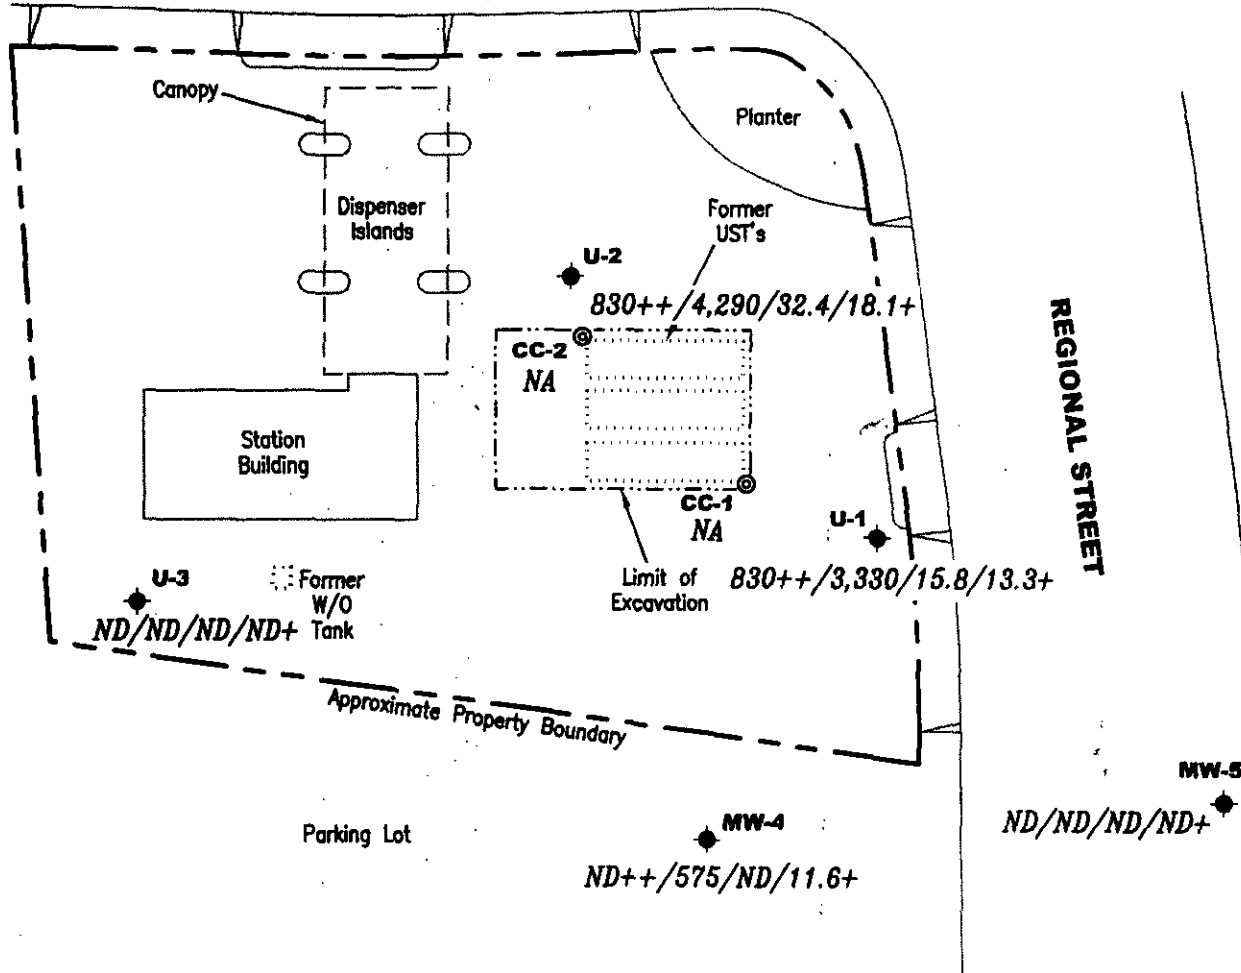 Canopy
Planter
Dispenser
Islands
Former
UST's
U-2
830++/4,290/32.4/18.1+
CC-2
NA
REGIONAL STREET
Station
Building
CC-1
NA
U-1
830++/3,330/15.8/13.3+
Limit of
Excavation
U-3
ND/ND/ND/ND+
Former
W/O
Tank
Approximate Property Boundary
MW-5
ND/ND/ND/ND+
Parking Lot
MW-4
ND++/575/ND/11.6+